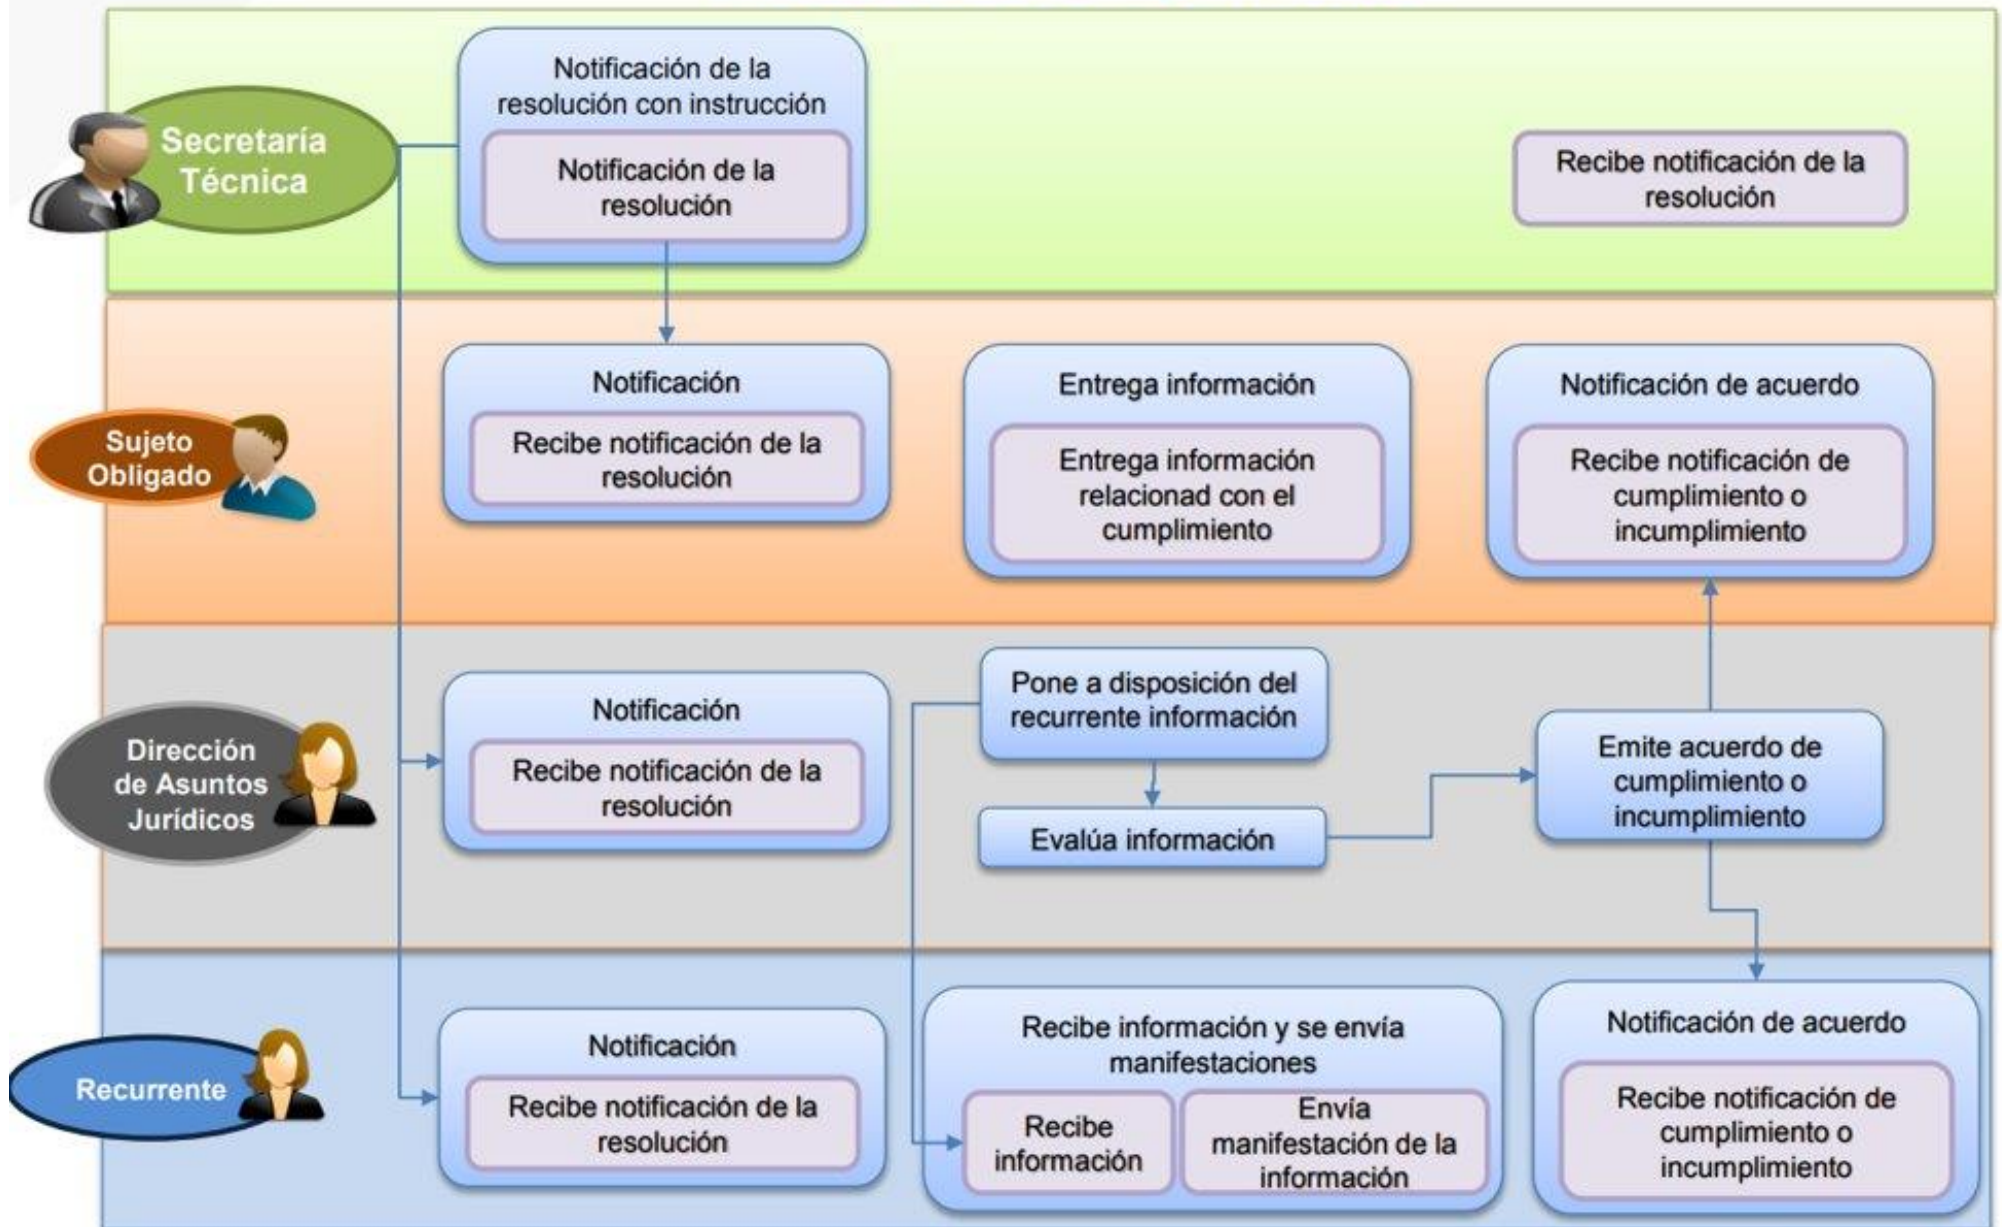 Secretaría
Técnica
Notificación de la
resolución con instrucción
Notificación de la
resolución
Recibe notificación de la
resolución
Sujeto
Obligado
Notificación
Recibe notificación de la
resolución
Entrega información
Entrega información
relacionad con el
cumplimiento
Notificación de acuerdo
Recibe notificación de
cumplimiento o
incumplimiento
Dirección
de Asuntos
Jurídicos
Notificación
Recibe notificación de la
resolución
Pone a disposición del
recurrente información
Evalúa información
Emite acuerdo de
cumplimiento o
incumplimiento
Recurrente
Notificación
Recibe notificación de la
resolución
Recibe información y se envía
manifestaciones
Recibe
información
Envía
manifestación de la
información
Notificación de acuerdo
Recibe notificación de
cumplimiento o
incumplimiento